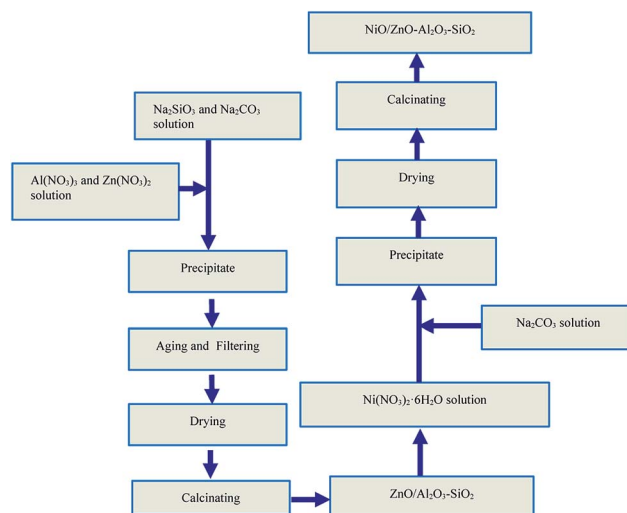 NiO/ZnO-Al₂O₃-SiO₂
Calcinating
Drying
Precipitate
Na₂CO₃ solution
Ni(NO₃)₂·6H₂O solution
ZnO/Al₂O₃-SiO₂
Na₂SiO₃ and Na₂CO₃
solution
Al(NO₃)₃ and Zn(NO₃)₂
solution
Precipitate
Aging and Filtering
Drying
Calcinating